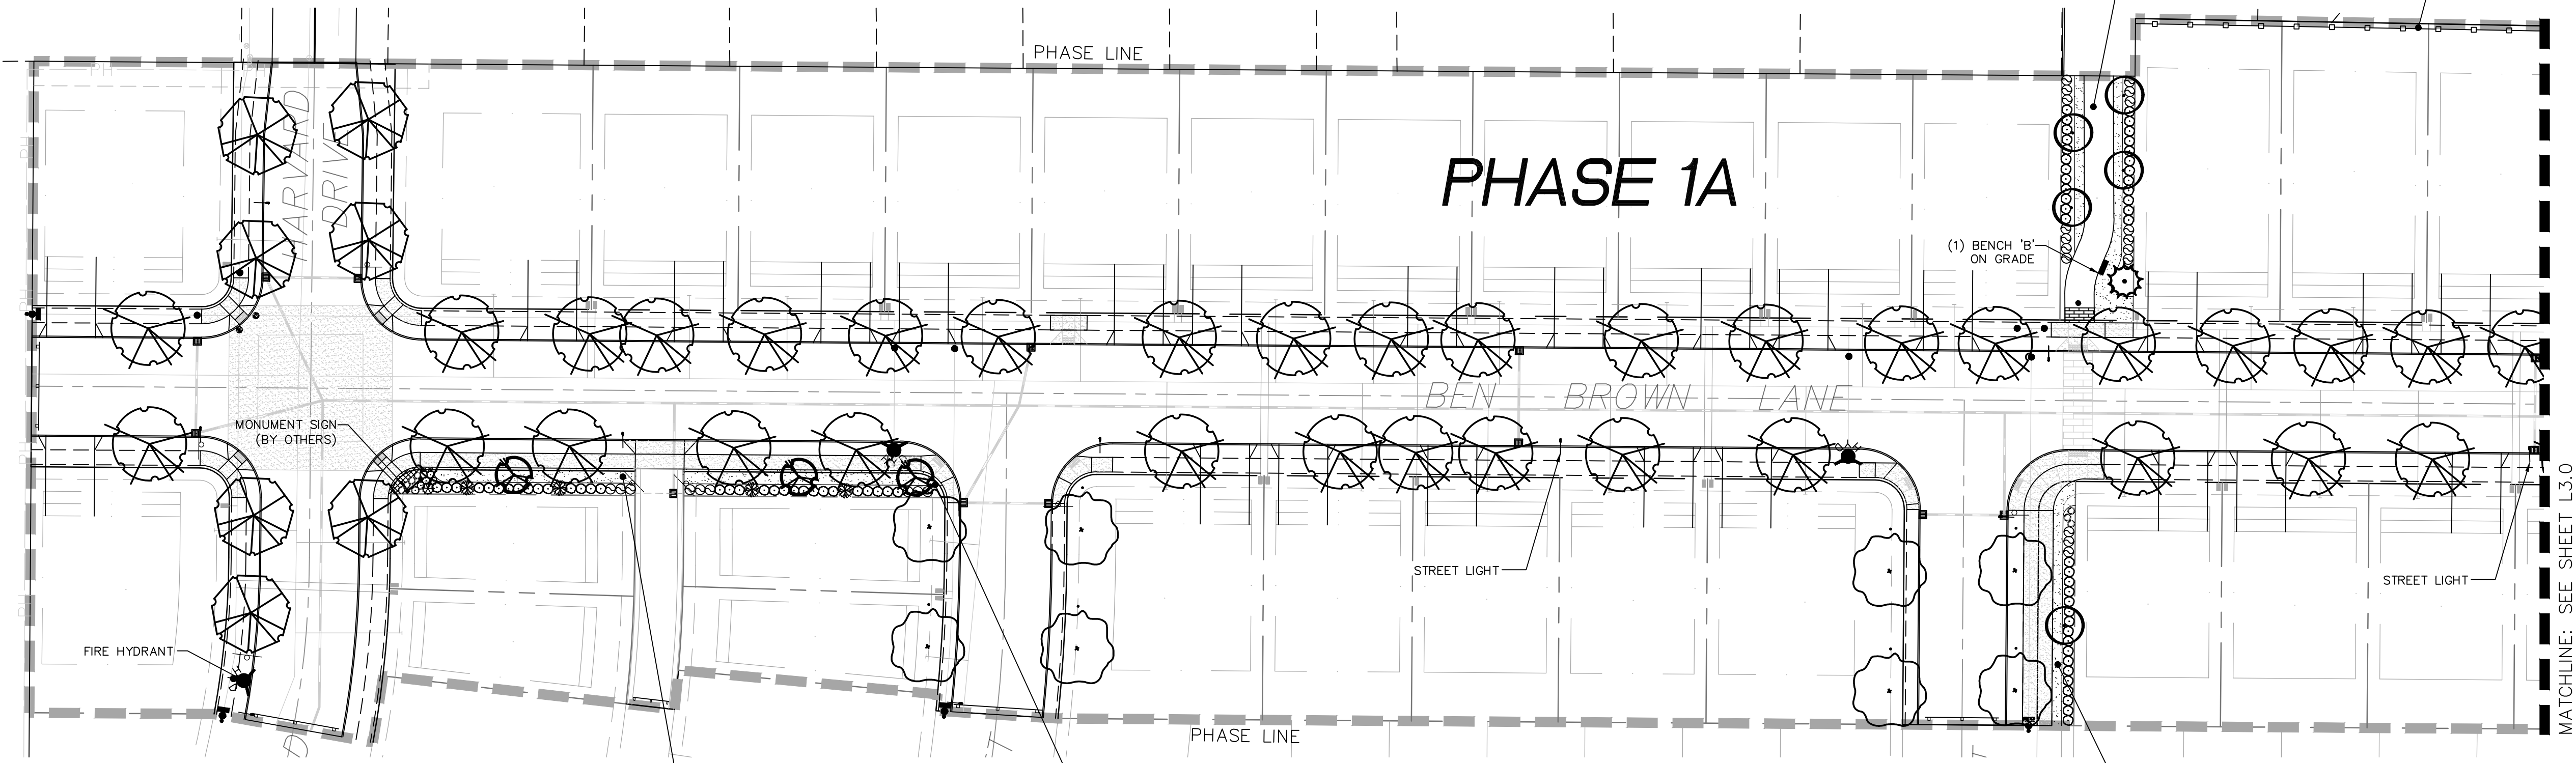 PHASE LINE
HARVARD
DRIVE
PHASE 1A
(1) BENCH 'B'
ON GRADE
BEN BROWN LANE
MONUMENT SIGN
(BY OTHERS)
STREET LIGHT
STREET LIGHT
FIRE HYDRANT
PHASE LINE
MATCHLINE: SEE SHEET L3.0